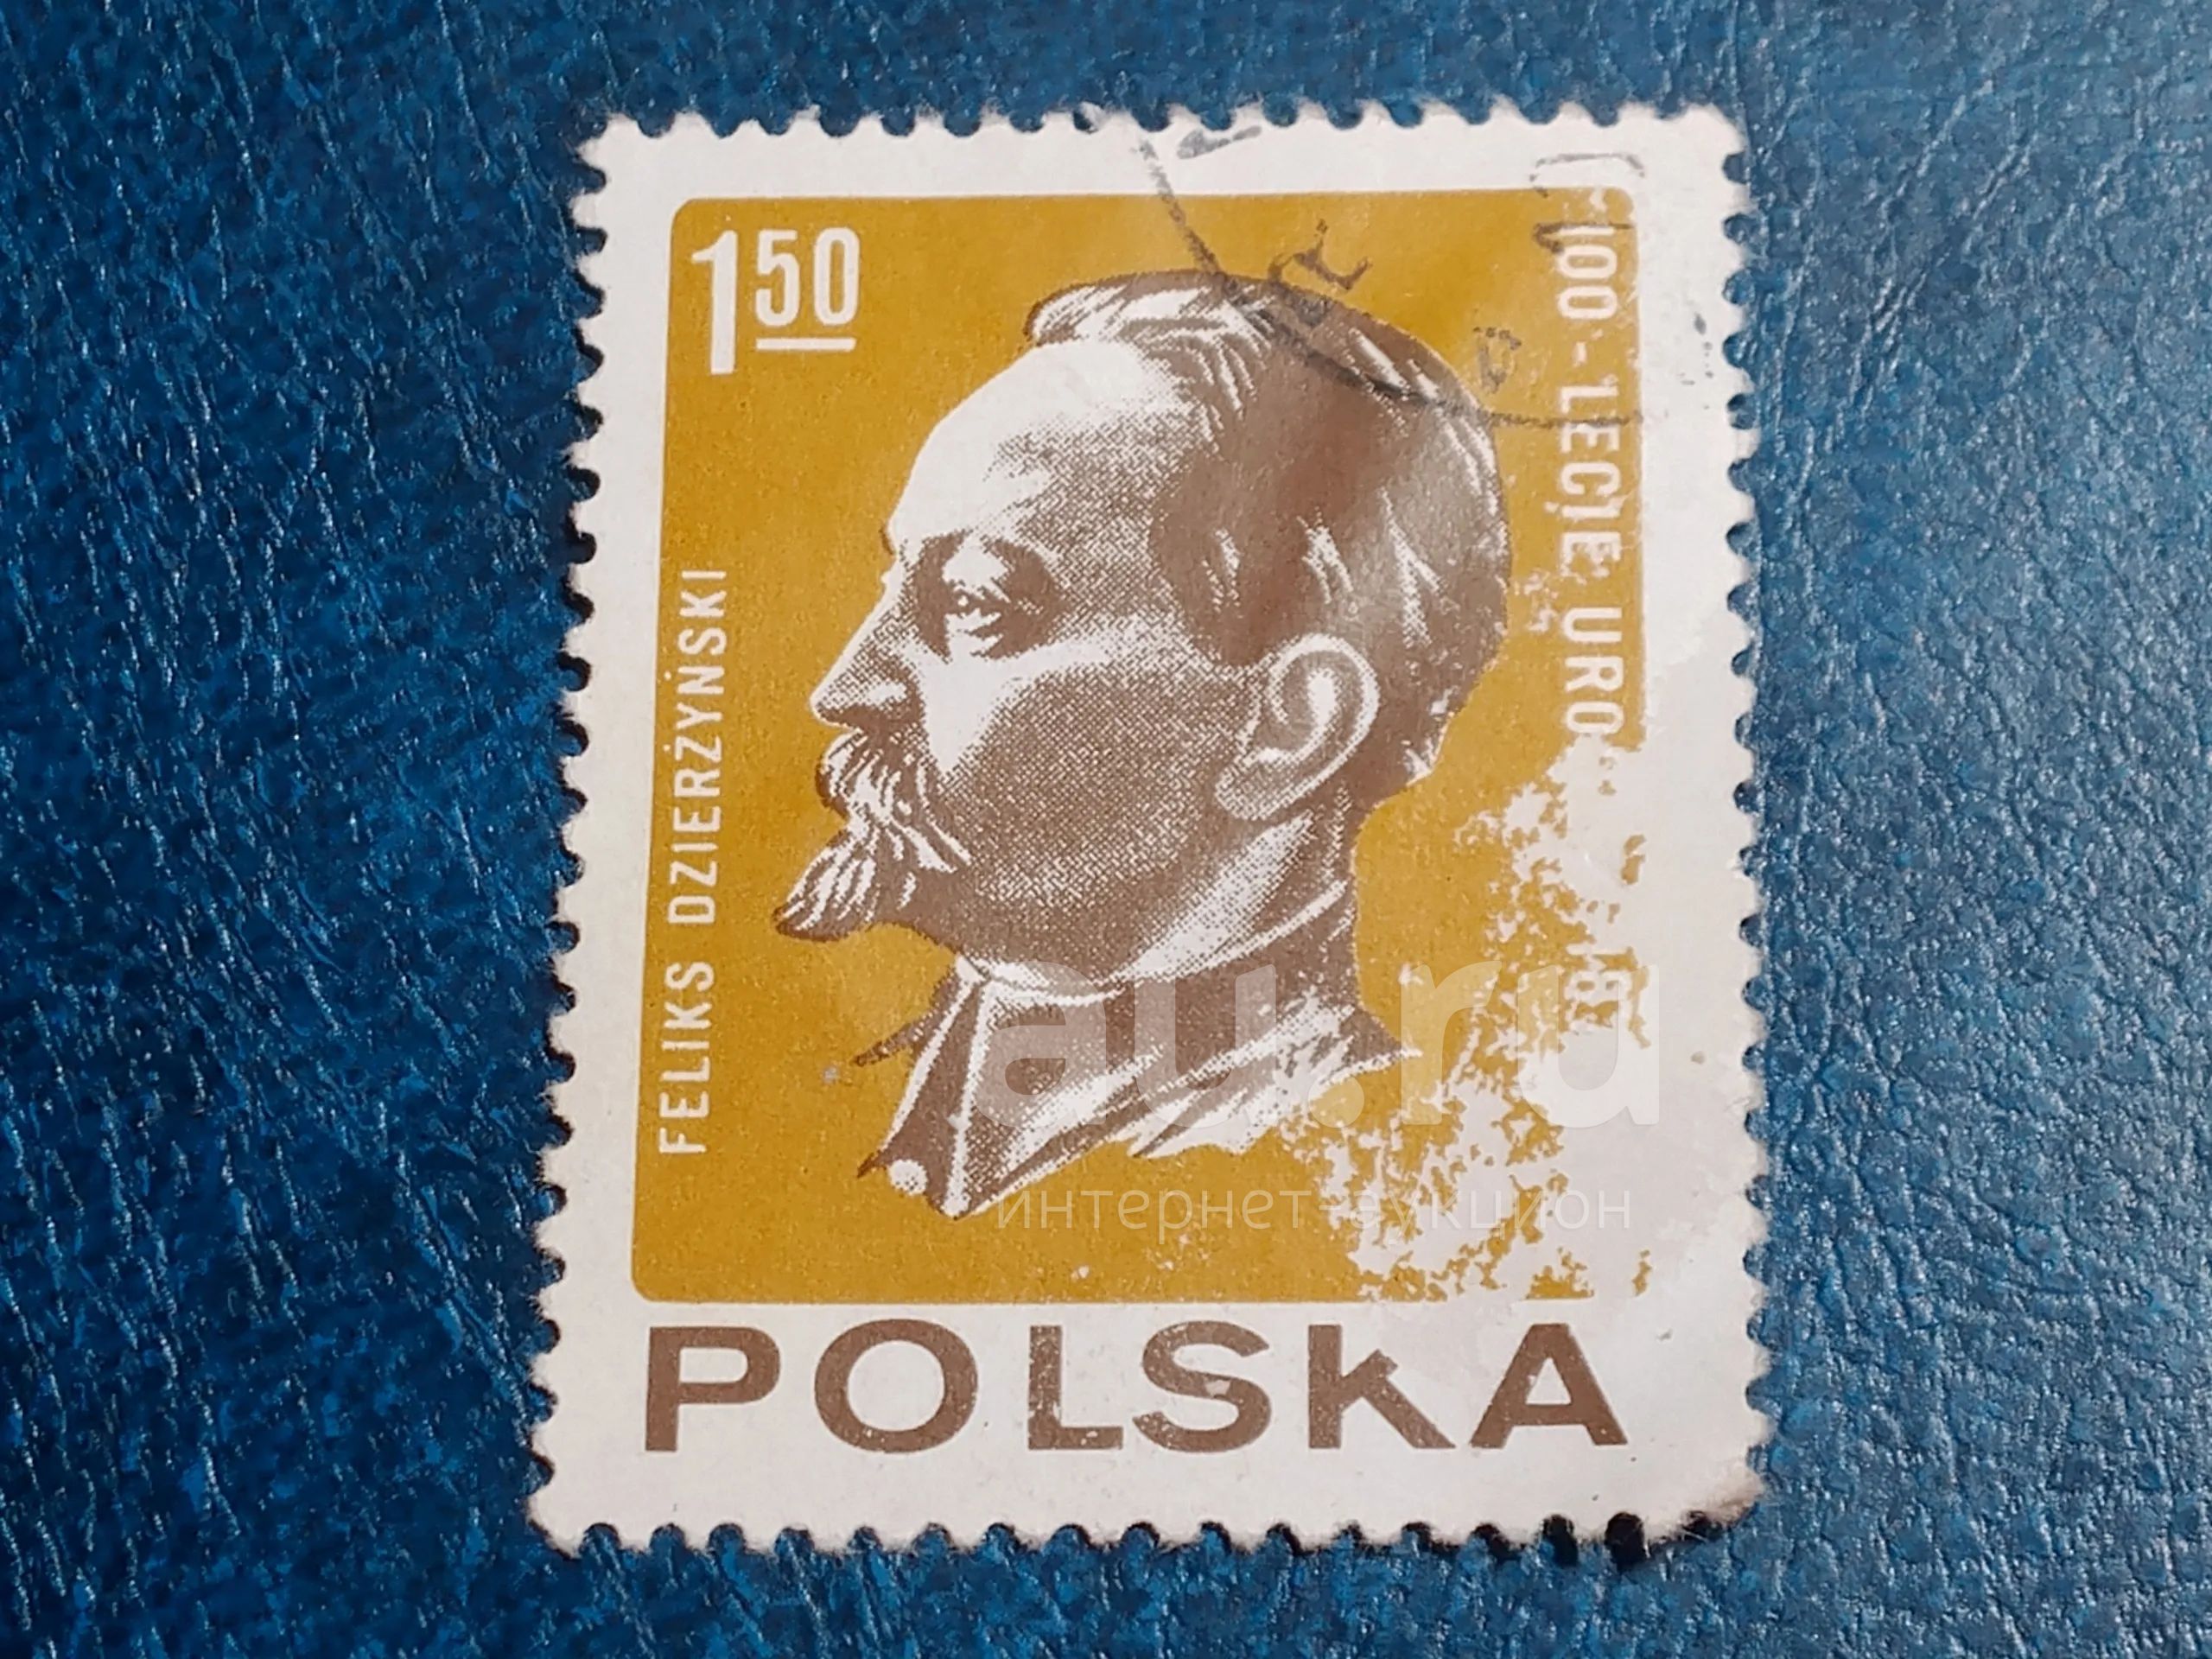 1 50
FELIKS DZIERŻYŃSKI
100-LECIE URO
POLSKA
au.ru
интернет-аукцион